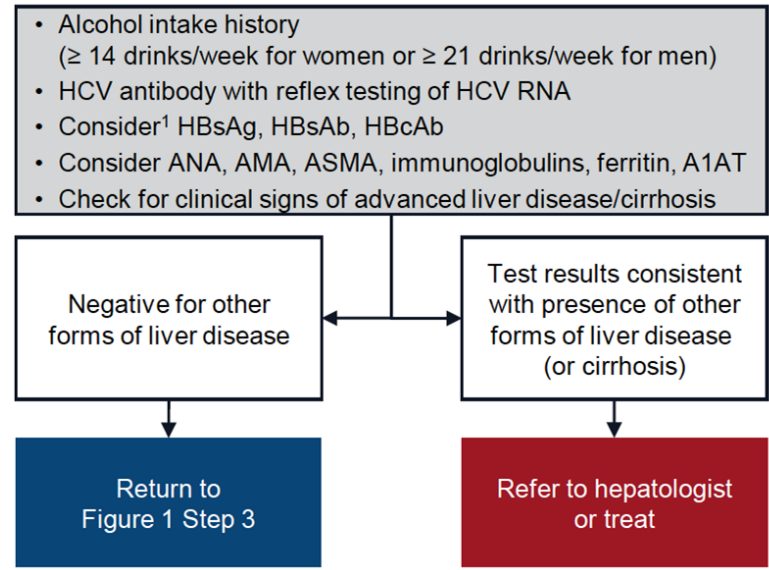 • Alcohol intake history
(≥ 14 drinks/week for women or ≥ 21 drinks/week for men)
• HCV antibody with reflex testing of HCV RNA
• Consider¹ HBsAg, HBsAb, HBcAb
• Consider ANA, AMA, ASMA, immunoglobulins, ferritin, A1AT
• Check for clinical signs of advanced liver disease/cirrhosis
Negative for other
forms of liver disease
Test results consistent
with presence of other
forms of liver disease
(or cirrhosis)
Return to
Figure 1 Step 3
Refer to hepatologist
or treat